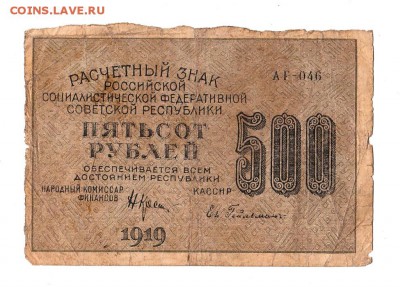 COINS.LAVE.RU
РАСЧЕТНЫЙ ЗНАК
РОССИЙСКОЙ
СОЦИАЛИСТИЧЕСКОЙ ФЕДЕРАТИВНОЙ
СОВЕТСКОЙ РЕСПУБЛИКИ
АГ-046
ПЯТЬСОТ
РУБЛЕЙ
500
ОБЕСПЕЧИВАЕТСЯ ВСЕМ
ДОСТОЯНИЕМ РЕСПУБЛИКИ
НАРОДНЫЙ КОМИССАР
ФИНАНСОВ
КАССИР
1919